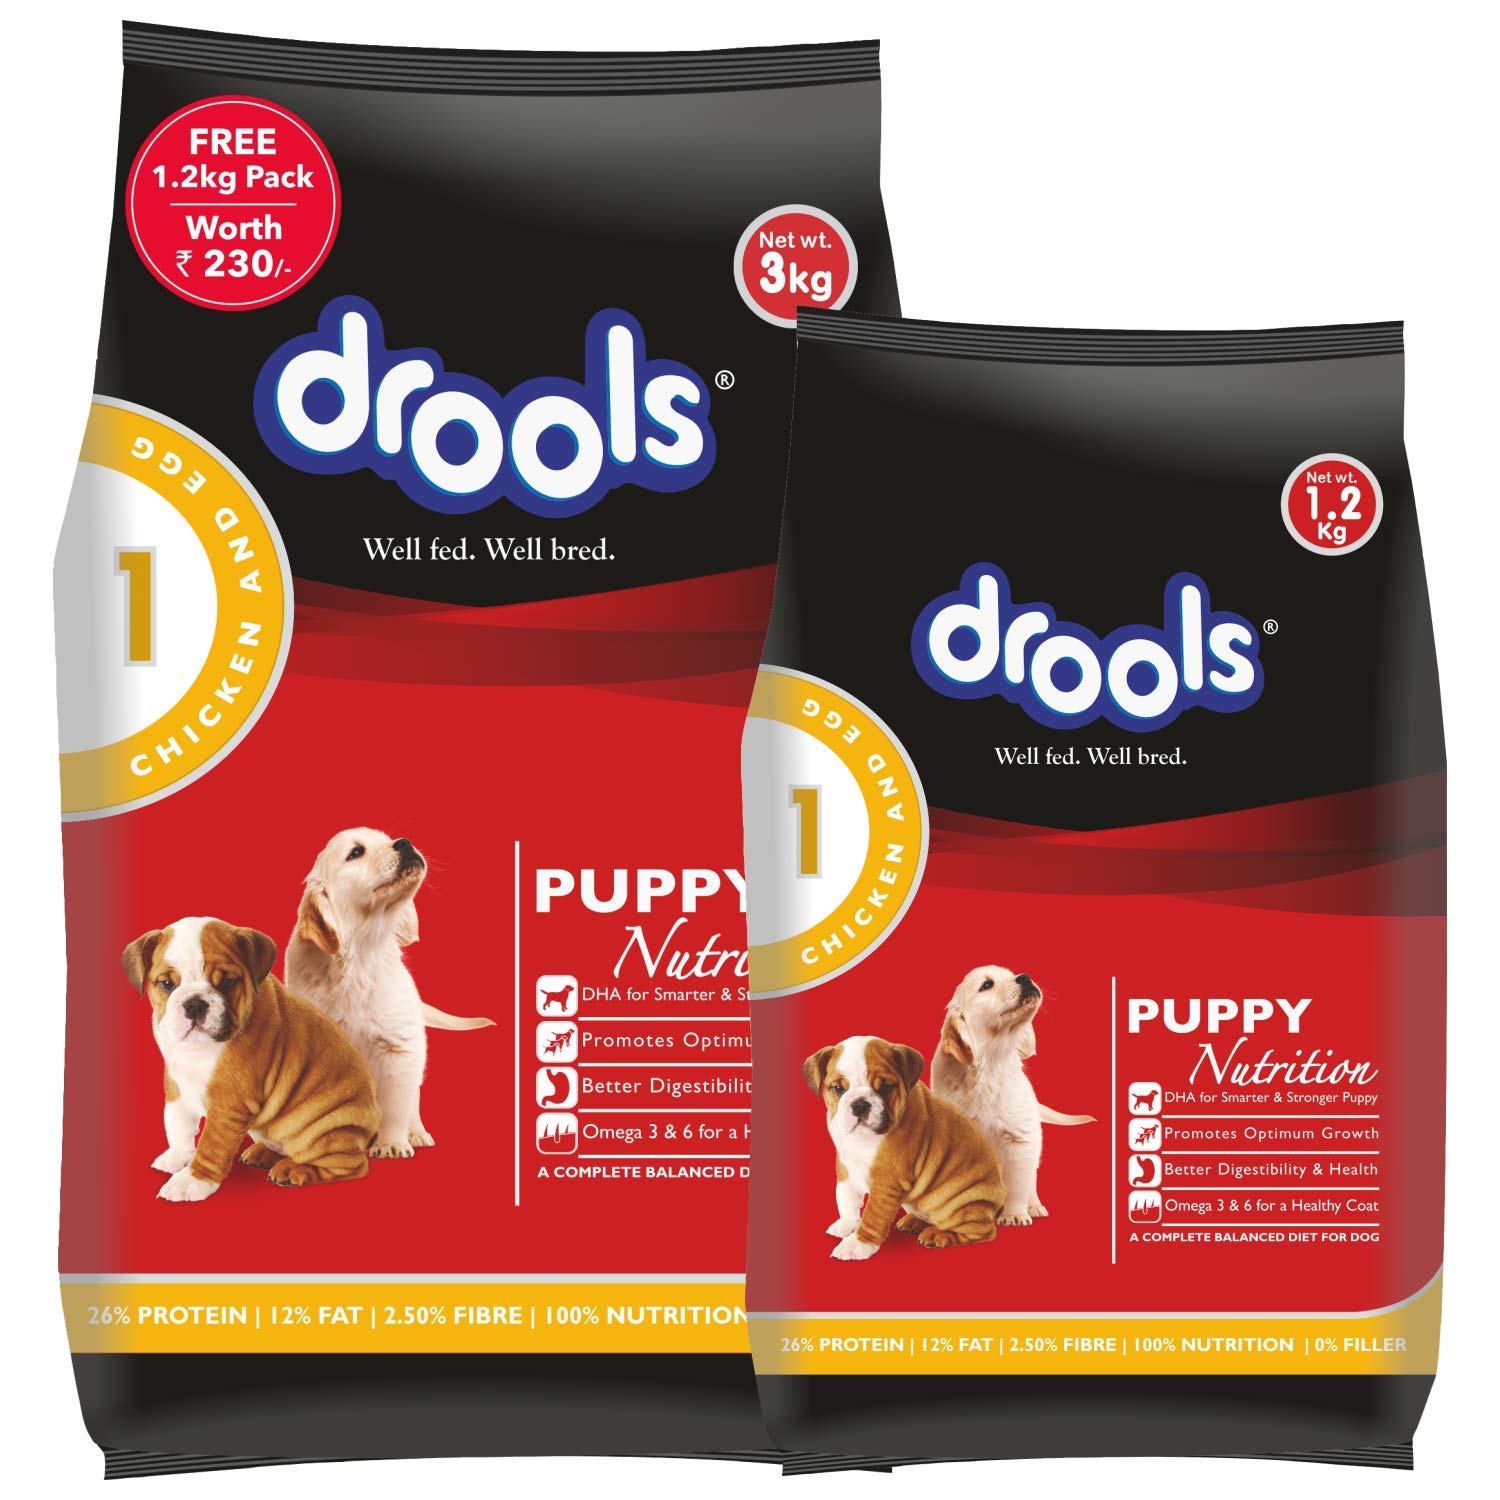 FREE
1.2kg Pack
Worth
₹ 230/-
Net wt.
3kg
drools®
Well fed. Well bred.
1
CHICKEN AND EGG
PUPPY
Nutri
DHA for Smarter & St
Promotes Optimu
Better Digestibilit
Omega 3 & 6 for a H
A COMPLETE BALANCED D
26% PROTEIN | 12% FAT | 2.50% FIBRE | 100% NUTRITION
Net wt.
1.2
Kg
drools®
Well fed. Well bred.
1
CHICKEN AND EGG
PUPPY
Nutrition
DHA for Smarter & Stronger Puppy
Promotes Optimum Growth
Better Digestibility & Health
Omega 3 & 6 for a Healthy Coat
A COMPLETE BALANCED DIET FOR DOG
26% PROTEIN | 12% FAT | 2.50% FIBRE | 100% NUTRITION | 0% FILLER